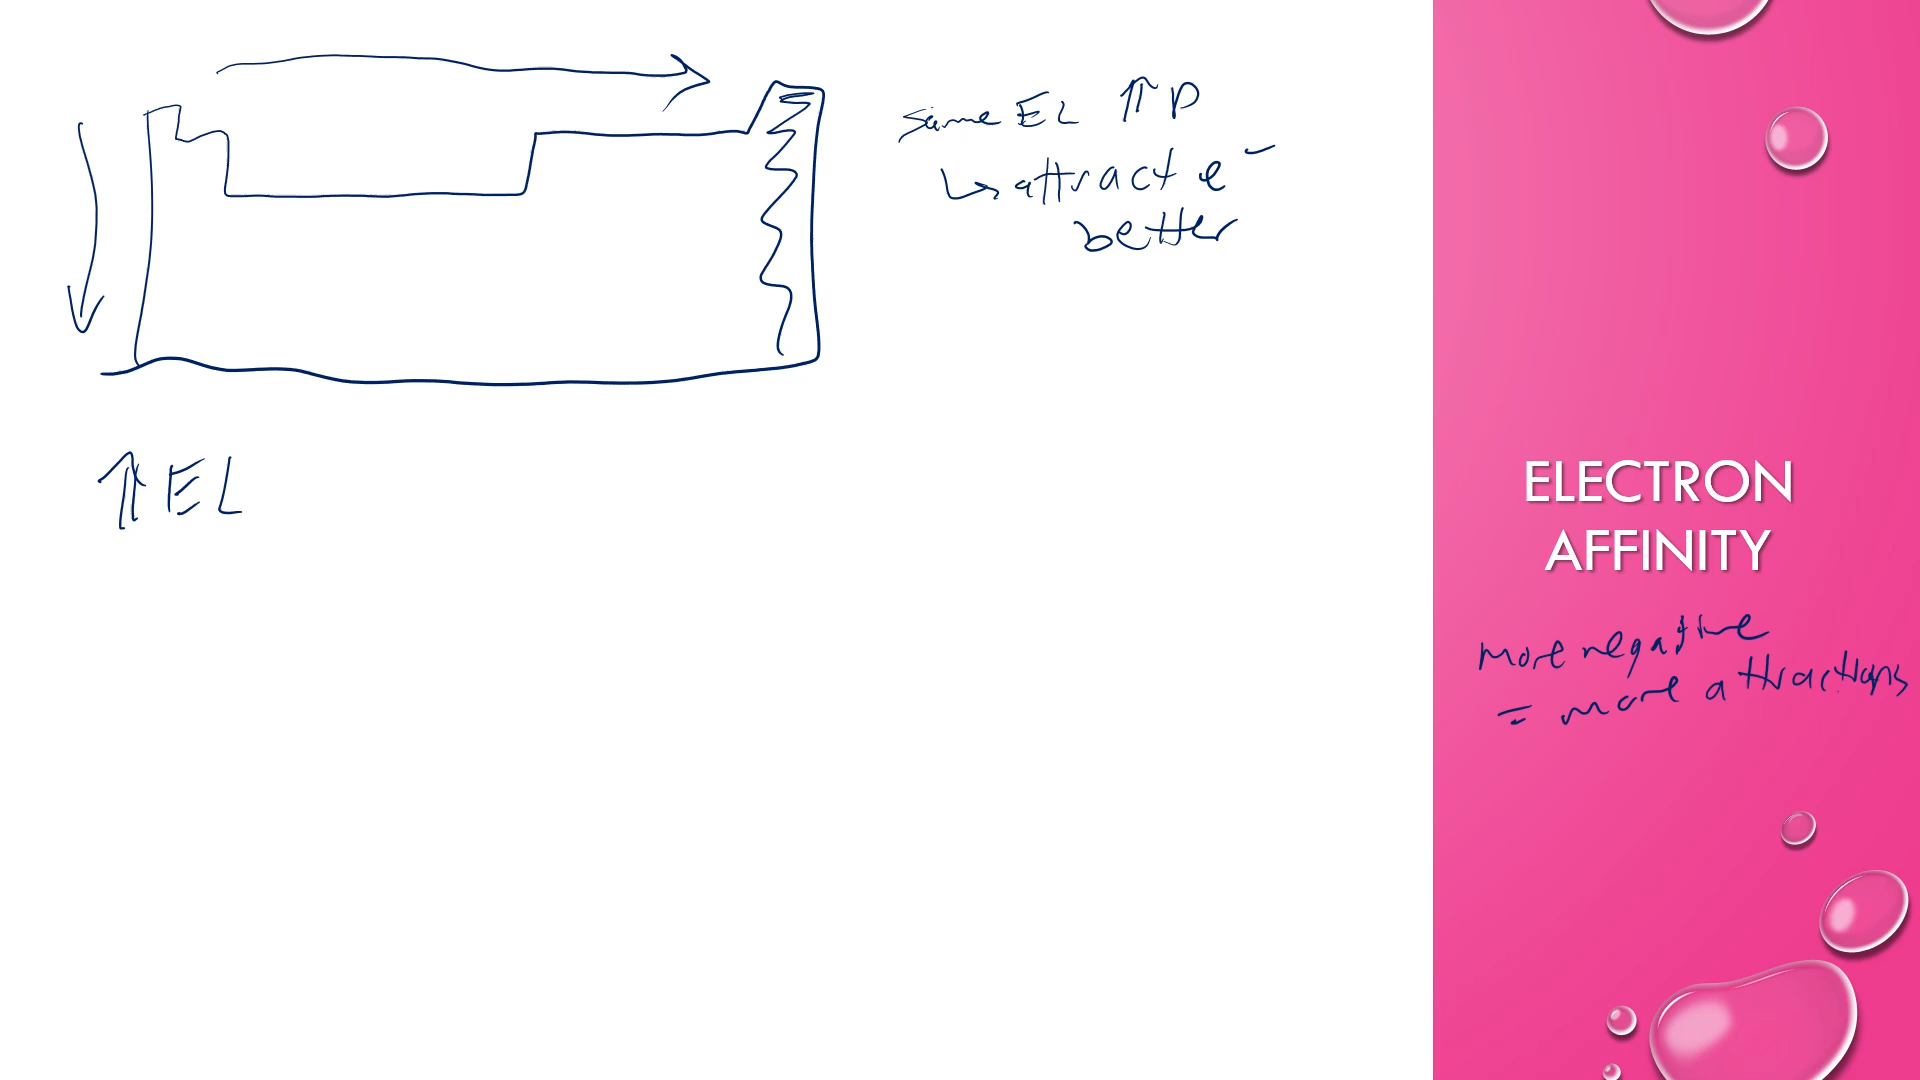 same EL ⇑ p
↳ attract e⁻
better
⇑ EL
ELECTRON
AFFINITY
more negative
= more attractions